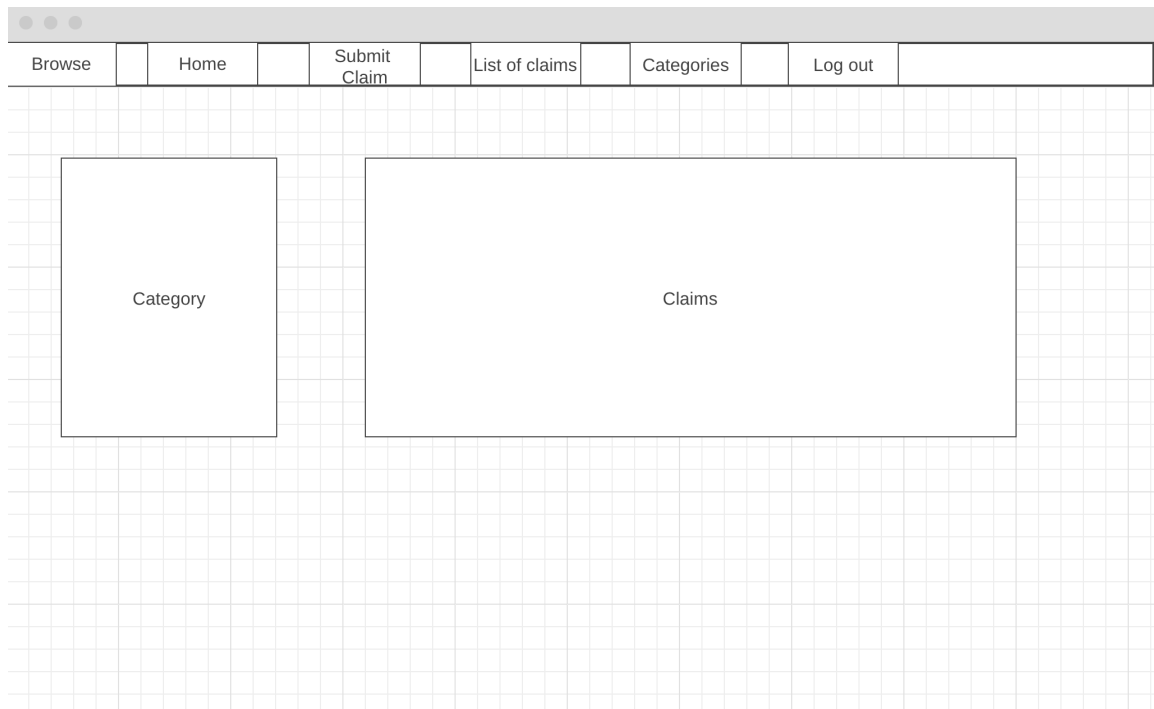 Browse
Home
Submit
Claim
List of claims
Categories
Log out
Category
Claims